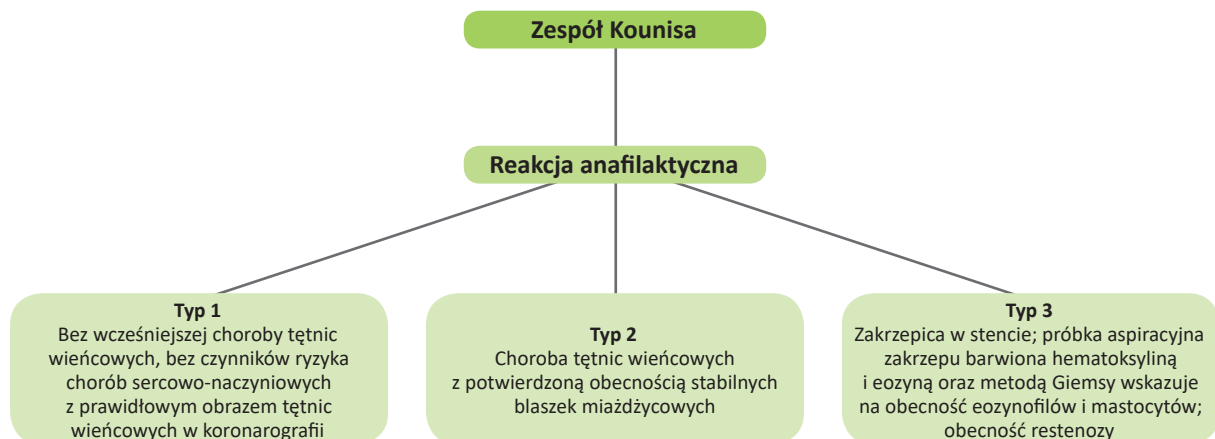 Zespół Kounisa
Reakcja anafilaktyczna
Typ 1
Bez wcześniejszej choroby tętnic
wieńcowych, bez czynników ryzyka
chorób sercowo-naczyniowych
z prawidłowym obrazem tętnic
wieńcowych w koronarografii
Typ 2
Choroba tętnic wieńcowych
z potwierdzoną obecnością stabilnych
blaszek miażdżycowych
Typ 3
Zakrzepica w stencie; próbka aspiracyjna
zakrzepu barwiona hematoksyliną
i eozyną oraz metodą Giemsy wskazuje
na obecność eozynofilów i mastocytów;
obecność restenozy